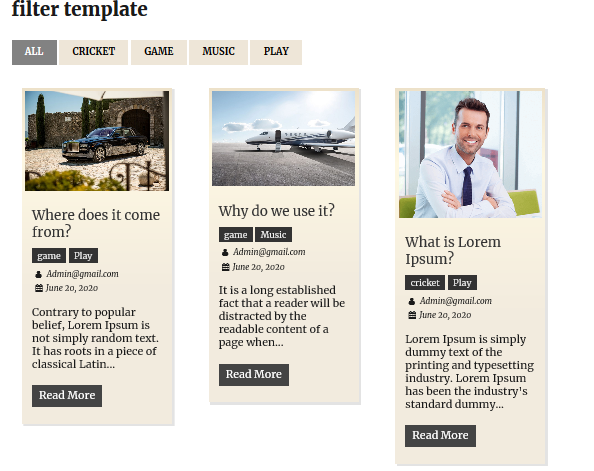 filter template
ALL CRICKET GAME MUSIC PLAY
Where does it come
from?
game Play
Admin@gmail.com
June 20, 2020
Contrary to popular
belief, Lorem Ipsum is
not simply random text.
It has roots in a piece of
classical Latin...
Read More
Why do we use it?
game Music
Admin@gmail.com
June 20, 2020
It is a long established
fact that a reader will be
distracted by the
readable content of a
page when...
Read More
What is Lorem
Ipsum?
cricket Play
Admin@gmail.com
June 20, 2020
Lorem Ipsum is simply
dummy text of the
printing and typesetting
industry. Lorem Ipsum
has been the industry's
standard dummy...
Read More